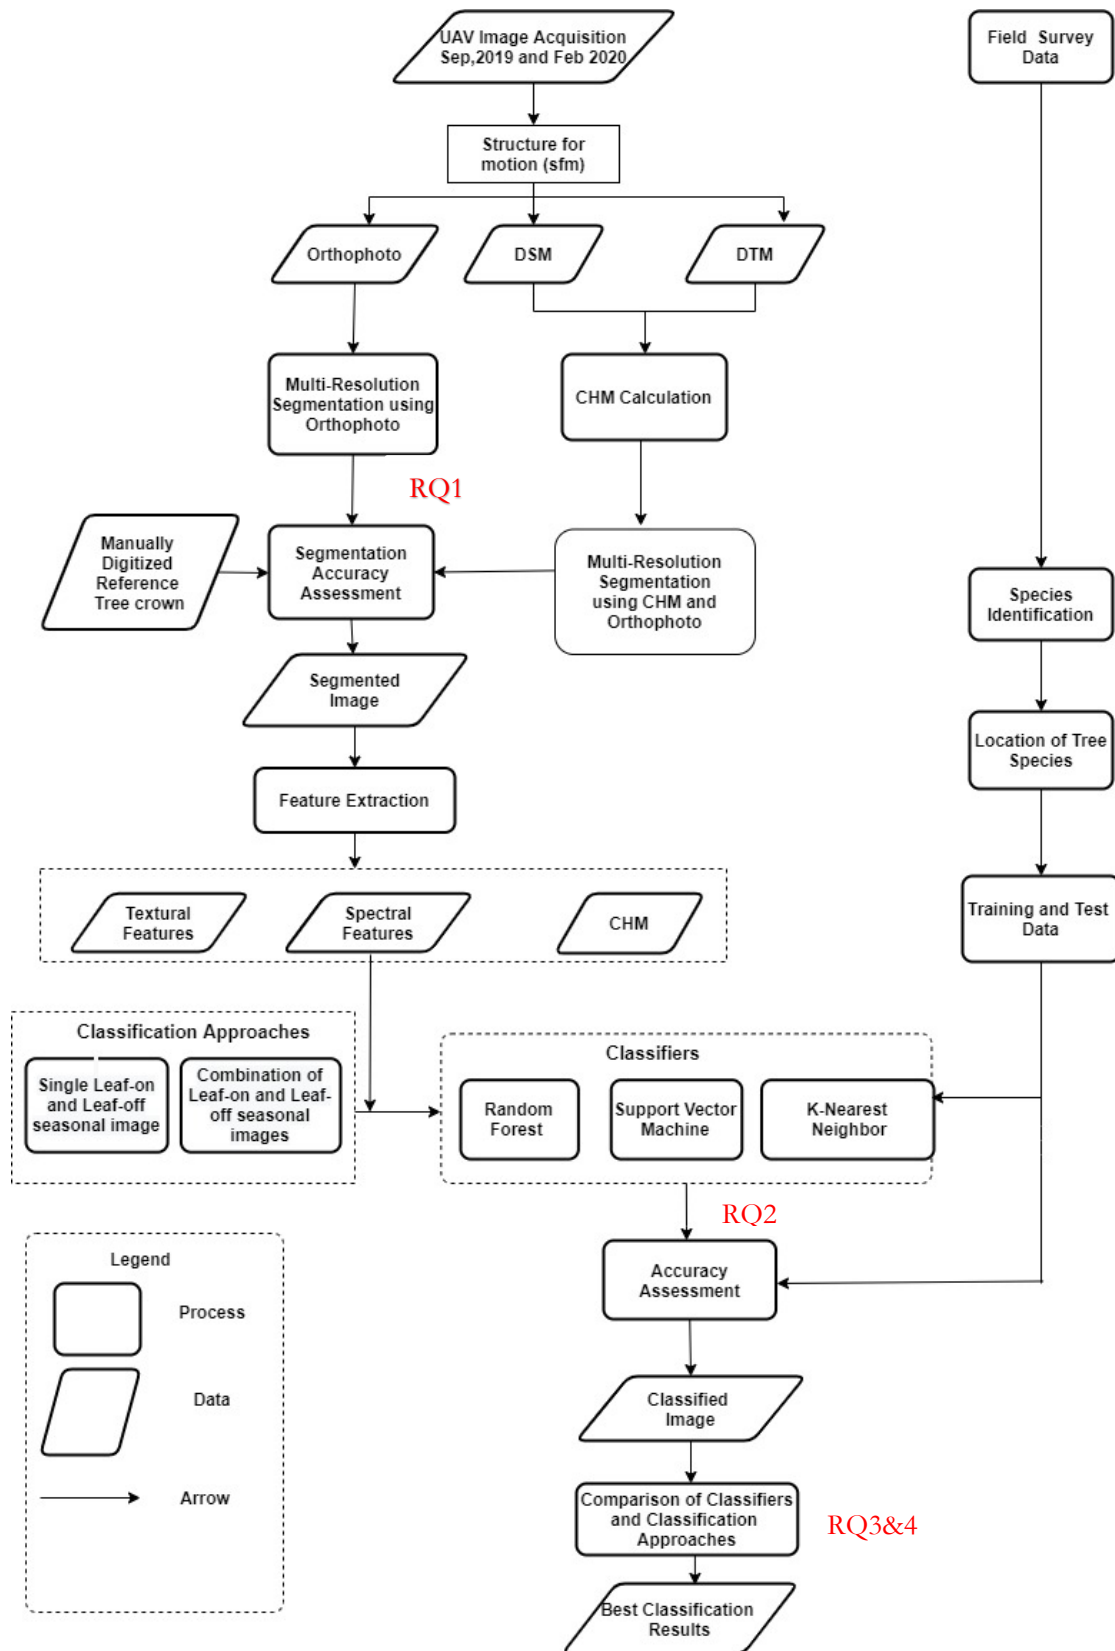 UAV Image Acquisition
Sep,2019 and Feb 2020
Field Survey
Data
Structure for
motion (sfm)
Orthophoto
DSM
DTM
Multi-Resolution
Segmentation using
Orthophoto
CHM Calculation
RQ1
Manually
Digitized
Reference
Tree crown
Segmentation
Accuracy
Assessment
Multi-Resolution
Segmentation
using CHM and
Orthophoto
Species
Identification
Segmented
Image
Location of Tree
Species
Feature Extraction
Textural
Features
Spectral
Features
CHM
Training and Test
Data
Classification Approaches
Single Leaf-on
and Leaf-off
seasonal image
Combination of
Leaf-on and Leaf-
off seasonal
images
Classifiers
Random
Forest
Support Vector
Machine
K-Nearest
Neighbor
RQ2
Accuracy
Assessment
Legend
Process
Data
Arrow
Classified
Image
Comparison of Classifiers
and Classification
Approaches
RQ3&4
Best Classification
Results